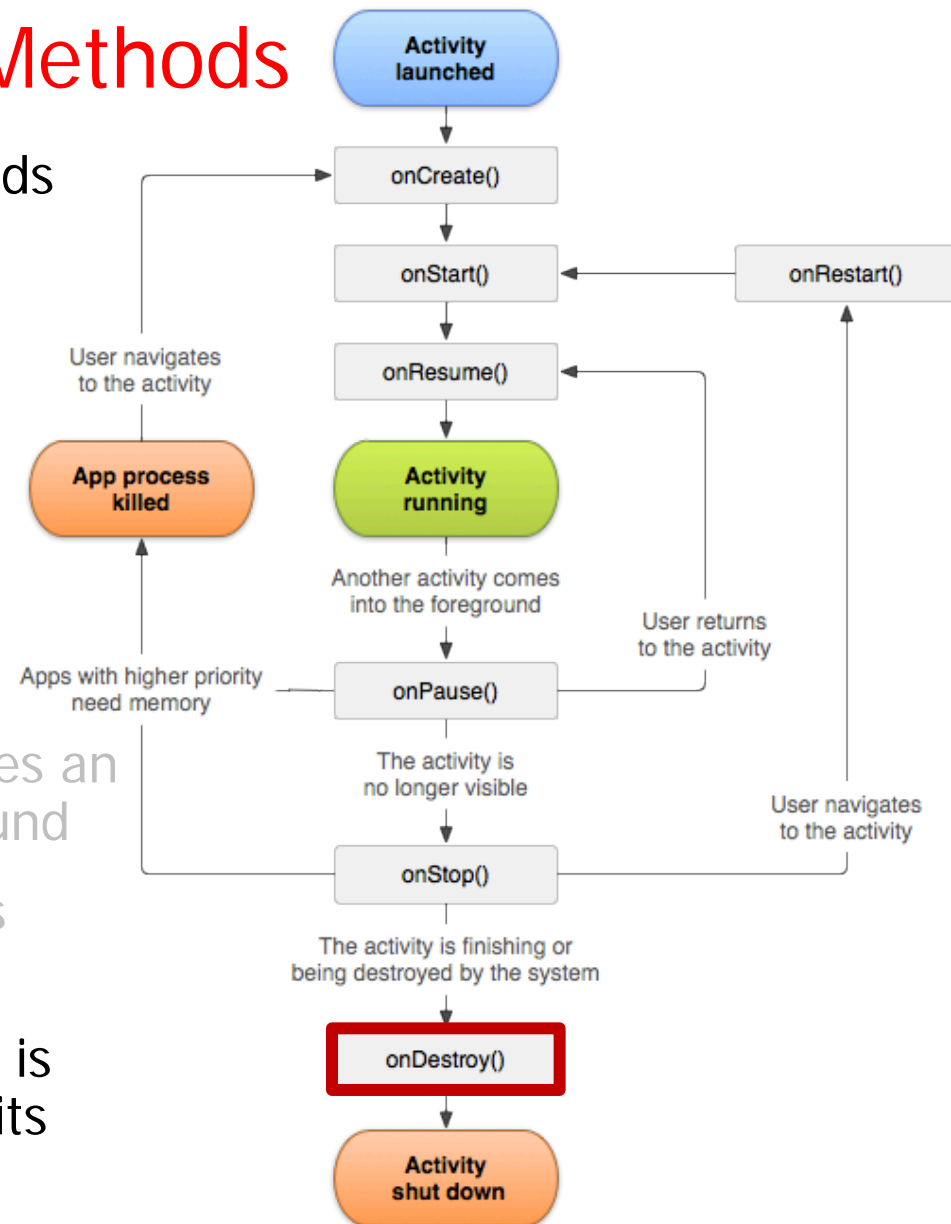 Methods
ds
es an
und
s
is
its
Activity
launched
onCreate()
onStart()
onRestart()
onResume()
User navigates
to the activity
App process
killed
Activity
running
Another activity comes
into the foreground
User returns
to the activity
Apps with higher priority
need memory
onPause()
The activity is
no longer visible
User navigates
to the activity
onStop()
The activity is finishing or
being destroyed by the system
onDestroy()
Activity
shut down